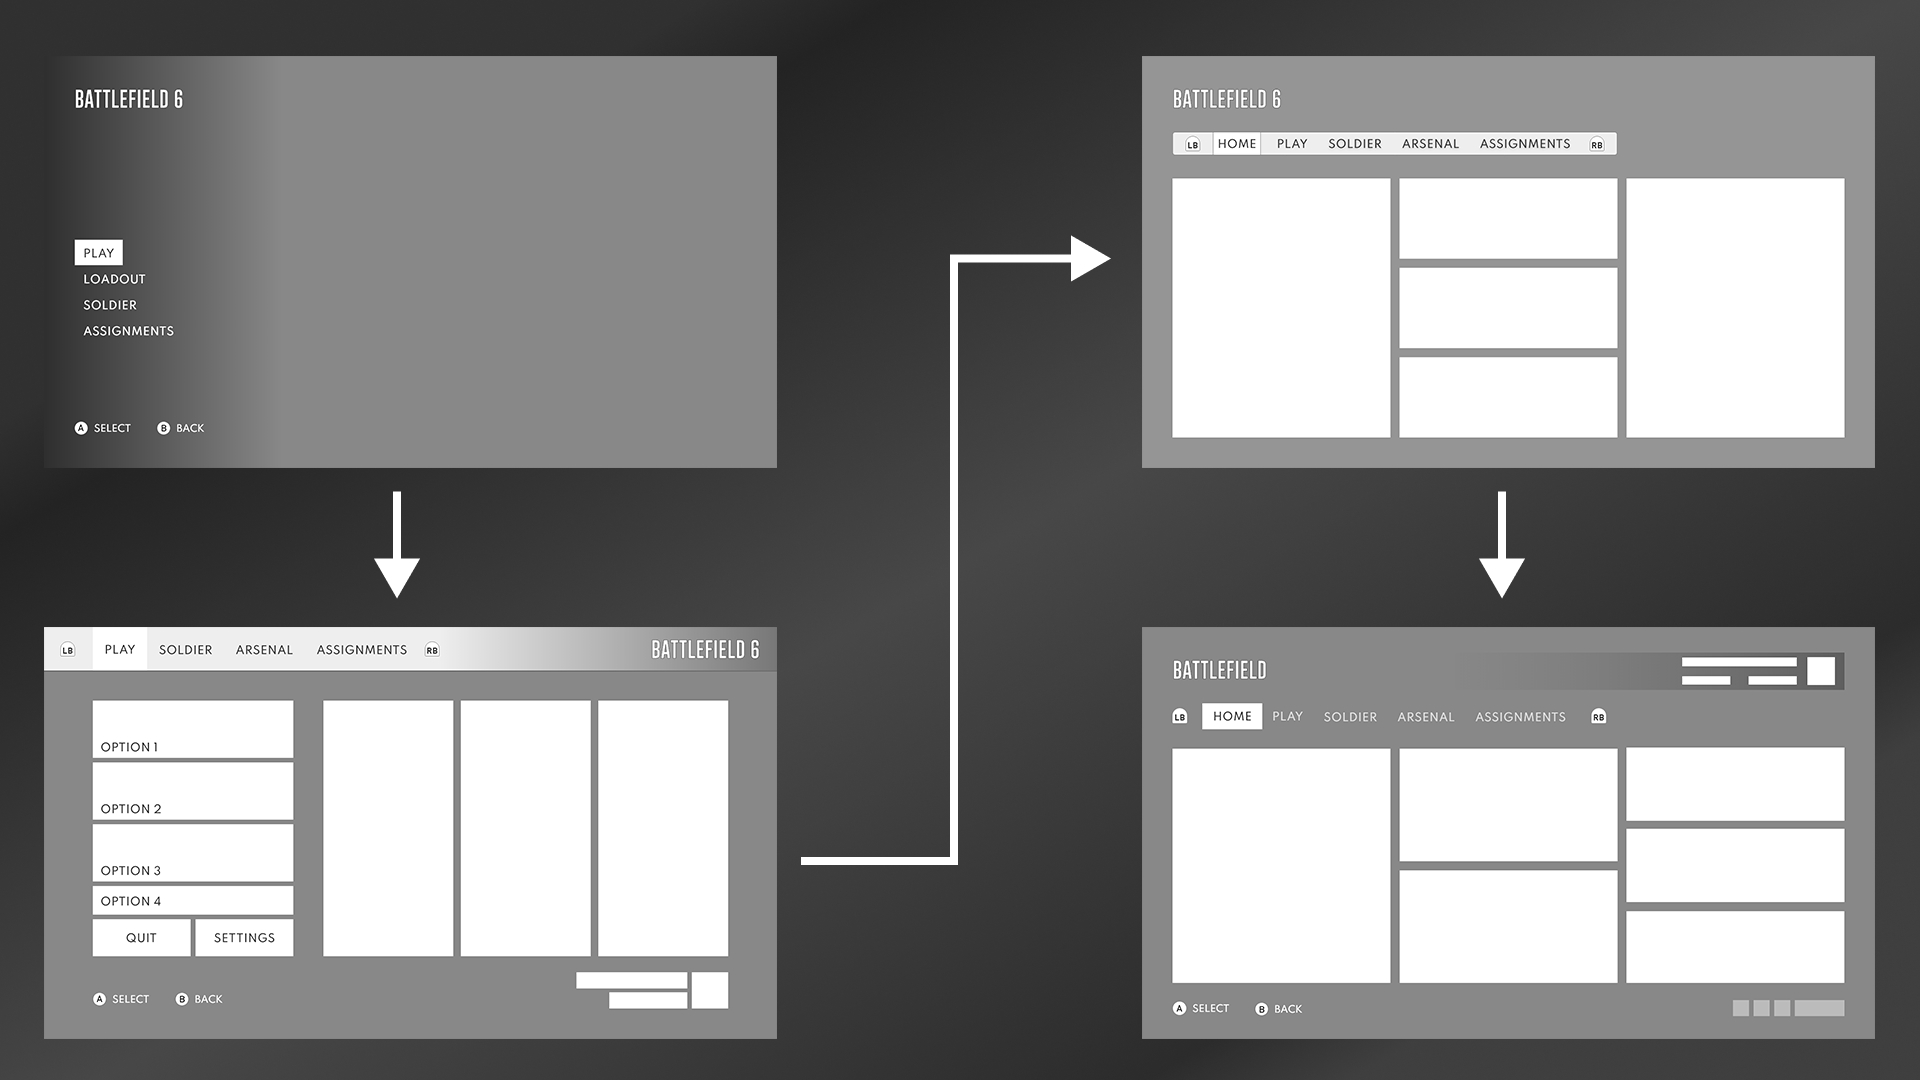 BATTLEFIELD 6
PLAY
LOADOUT
SOLDIER
ASSIGNMENTS
A SELECT B BACK
LB PLAY SOLDIER ARSENAL ASSIGNMENTS RB BATTLEFIELD 6
OPTION 1
OPTION 2
OPTION 3
OPTION 4
QUIT SETTINGS
A SELECT B BACK
BATTLEFIELD 6
LB HOME PLAY SOLDIER ARSENAL ASSIGNMENTS RB
BATTLEFIELD
LB HOME PLAY SOLDIER ARSENAL ASSIGNMENTS RB
A SELECT B BACK